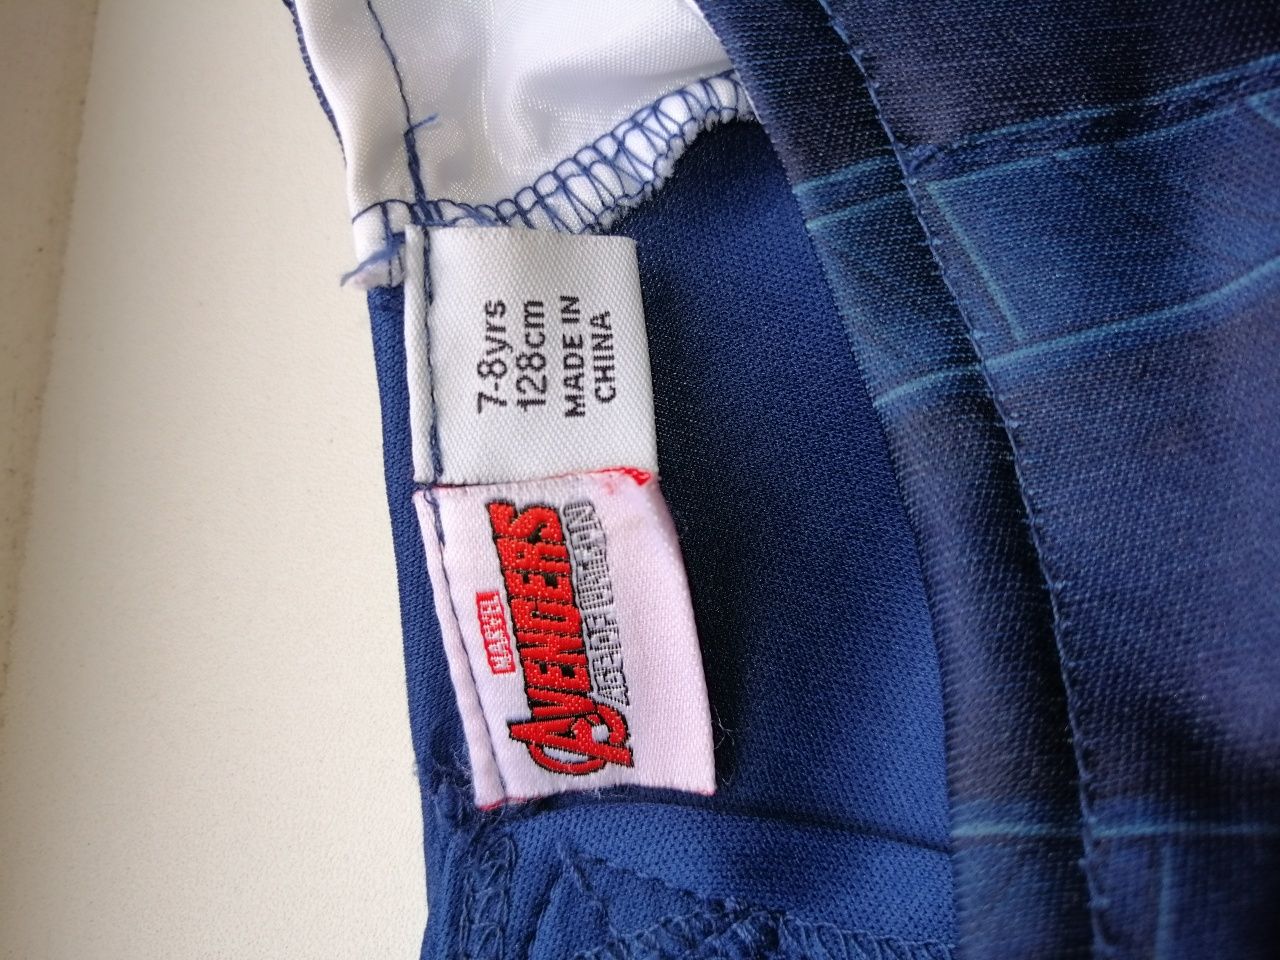 7-8yrs
128cm
MADE IN
CHINA
MARVEL
AVENGERS
AGE OF ULTRON